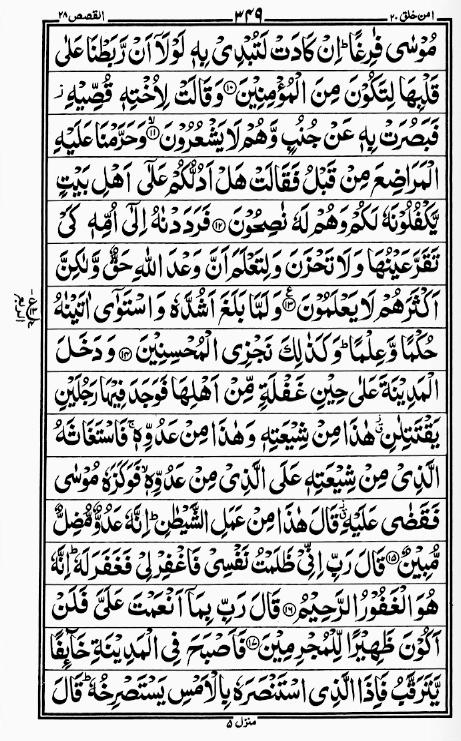 امن خلق ٢٠ ٣٤٩ القصص ٢٨
مُوْسٰى فٰرِغًا ؕ اِنْ كَادَتْ لَتُبْدِيْ بِهٖ لَوْلَاۤ اَنْ رَّبَطْنَا عَلٰى
قَلْبِهَا لِتَكُوْنَ مِنَ الْمُؤْمِنِيْنَ ۝١٠ وَقَالَتْ لِاُخْتِهٖ قُصِّيْهِ ز
فَبَصُرَتْ بِهٖ عَنْ جُنُبٍ وَّهُمْ لَا يَشْعُرُوْنَ ۝١١ۙ وَحَرَّمْنَا عَلَيْهِ
الْمَرَاضِعَ مِنْ قَبْلُ فَقَالَتْ هَلْ اَدُلُّكُمْ عَلٰۤى اَهْلِ بَيْتٍ
يَّكْفُلُوْنَهٗ لَكُمْ وَهُمْ لَهٗ نٰصِحُوْنَ ۝١٢ فَرَدَدْنٰهُ اِلٰۤى اُمِّهٖ كَيْ
تَقَرَّ عَيْنُهَا وَلَا تَحْزَنَ وَلِتَعْلَمَ اَنَّ وَعْدَ اللّٰهِ حَقٌّ وَّلٰكِنَّ
اَكْثَرَهُمْ لَا يَعْلَمُوْنَ ۝١٣ع وَلَمَّا بَلَغَ اَشُدَّهٗ وَاسْتَوٰۤى اٰتَيْنٰهُ
حُكْمًا وَّعِلْمًا ؕ وَكَذٰلِكَ نَجْزِي الْمُحْسِنِيْنَ ۝١٤ وَدَخَلَ
الْمَدِيْنَةَ عَلٰى حِيْنِ غَفْلَةٍ مِّنْ اَهْلِهَا فَوَجَدَ فِيْهَا رَجُلَيْنِ
يَقْتَتِلٰنِ ؗ هٰذَا مِنْ شِيْعَتِهٖ وَهٰذَا مِنْ عَدُوِّهٖ ۚ فَاسْتَغَاثَهُ
الَّذِيْ مِنْ شِيْعَتِهٖ عَلَى الَّذِيْ مِنْ عَدُوِّهٖ ۙ فَوَكَزَهٗ مُوْسٰى
فَقَضٰى عَلَيْهِ ؗ قَالَ هٰذَا مِنْ عَمَلِ الشَّيْطٰنِ ؕ اِنَّهٗ عَدُوٌّ مُّضِلٌّ
مُّبِيْنٌ ۝١٥ قَالَ رَبِّ اِنِّيْ ظَلَمْتُ نَفْسِيْ فَاغْفِرْ لِيْ فَغَفَرَ لَهٗ ؕ اِنَّهٗ
هُوَ الْغَفُوْرُ الرَّحِيْمُ ۝١٦ قَالَ رَبِّ بِمَاۤ اَنْعَمْتَ عَلَيَّ فَلَنْ
اَكُوْنَ ظَهِيْرًا لِّلْمُجْرِمِيْنَ ۝١٧ فَاَصْبَحَ فِي الْمَدِيْنَةِ خَآئِفًا
يَّتَرَقَّبُ فَاِذَا الَّذِي اسْتَنْصَرَهٗ بِالْاَمْسِ يَسْتَصْرِخُهٗ ؕ قَالَ
منزل ٥